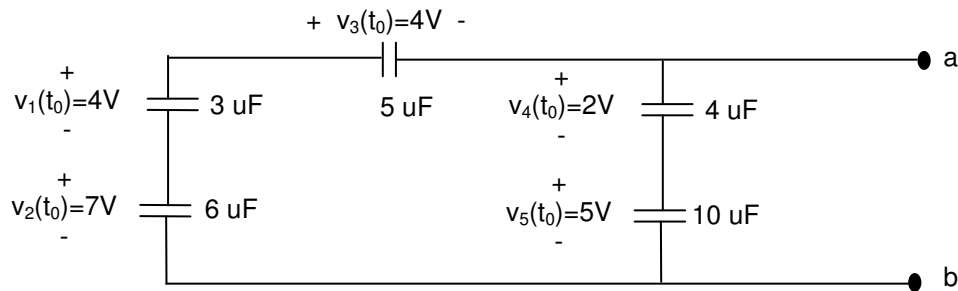 + v₃(t₀)=4V -
a
+
v₁(t₀)=4V
-
3 uF
5 uF
+
v₄(t₀)=2V
-
4 uF
+
v₂(t₀)=7V
-
6 uF
+
v₅(t₀)=5V
-
10 uF
b